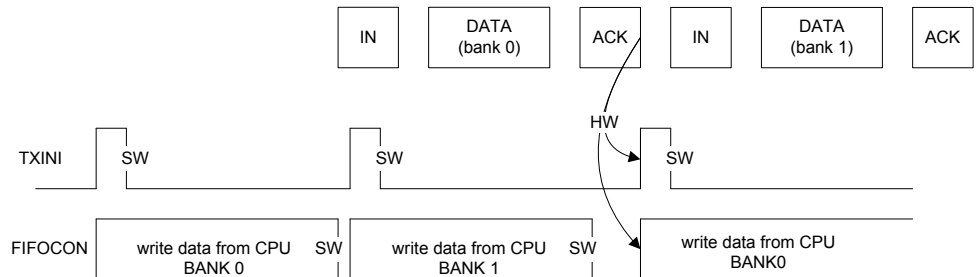 IN
DATA
(bank 0)
ACK
IN
DATA
(bank 1)
ACK
HW
TXINI
SW
SW
SW
FIFOCON
write data from CPU
BANK 0
SW
write data from CPU
BANK 1
SW
write data from CPU
BANK0